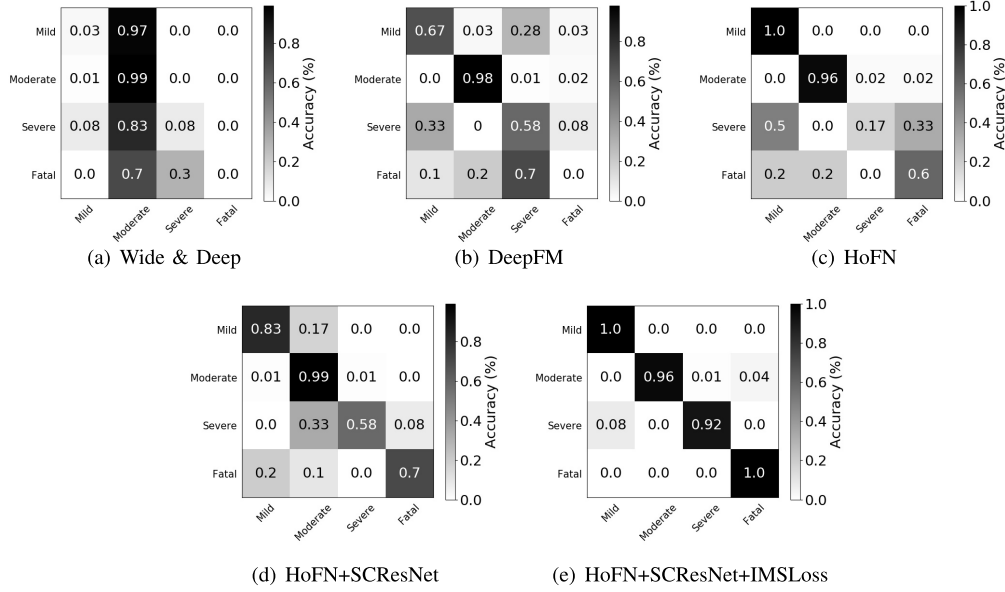 Mild 0.03 0.97 0.0 0.0
Moderate 0.01 0.99 0.0 0.0
Severe 0.08 0.83 0.08 0.0
Fatal 0.0 0.7 0.3 0.0
Mild Moderate Severe Fatal
0.8
0.6
0.4
0.2
0.0
Accuracy (%)
(a) Wide & Deep
Mild 0.67 0.03 0.28 0.03
Moderate 0.0 0.98 0.01 0.02
Severe 0.33 0 0.58 0.08
Fatal 0.1 0.2 0.7 0.0
Mild Moderate Severe Fatal
0.8
0.6
0.4
0.2
0.0
Accuracy (%)
(b) DeepFM
Mild 1.0 0.0 0.0 0.0
Moderate 0.0 0.96 0.02 0.02
Severe 0.5 0.0 0.17 0.33
Fatal 0.2 0.2 0.0 0.6
Mild Moderate Severe Fatal
1.0
0.8
0.6
0.4
0.2
0.0
Accuracy (%)
(c) HoFN
Mild 0.83 0.17 0.0 0.0
Moderate 0.01 0.99 0.01 0.0
Severe 0.0 0.33 0.58 0.08
Fatal 0.2 0.1 0.0 0.7
Mild Moderate Severe Fatal
0.8
0.6
0.4
0.2
0.0
Accuracy (%)
(d) HoFN+SCResNet
Mild 1.0 0.0 0.0 0.0
Moderate 0.0 0.96 0.01 0.04
Severe 0.08 0.0 0.92 0.0
Fatal 0.0 0.0 0.0 1.0
Mild Moderate Severe Fatal
1.0
0.8
0.6
0.4
0.2
0.0
Accuracy (%)
(e) HoFN+SCResNet+IMSLoss